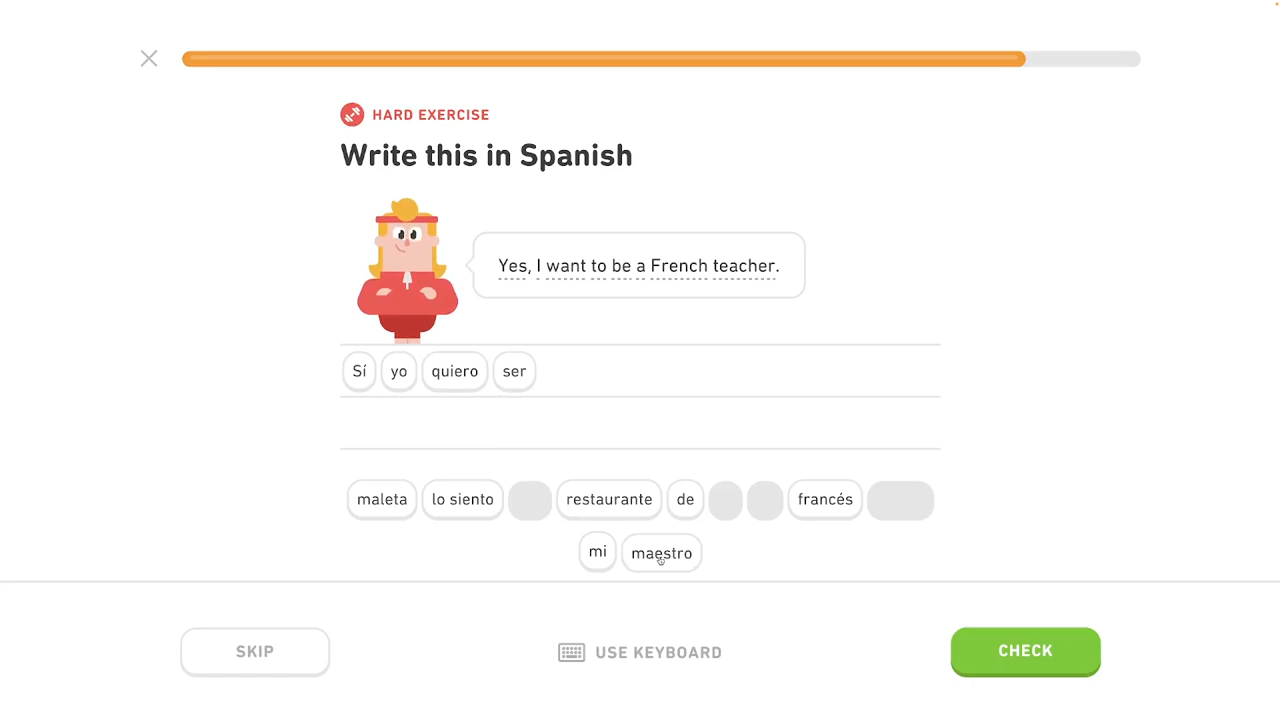 HARD EXERCISE
Write this in Spanish
Yes, I want to be a French teacher.
Sí yo quiero ser
maleta lo siento restaurante de francés
mi maestro
SKIP USE KEYBOARD CHECK